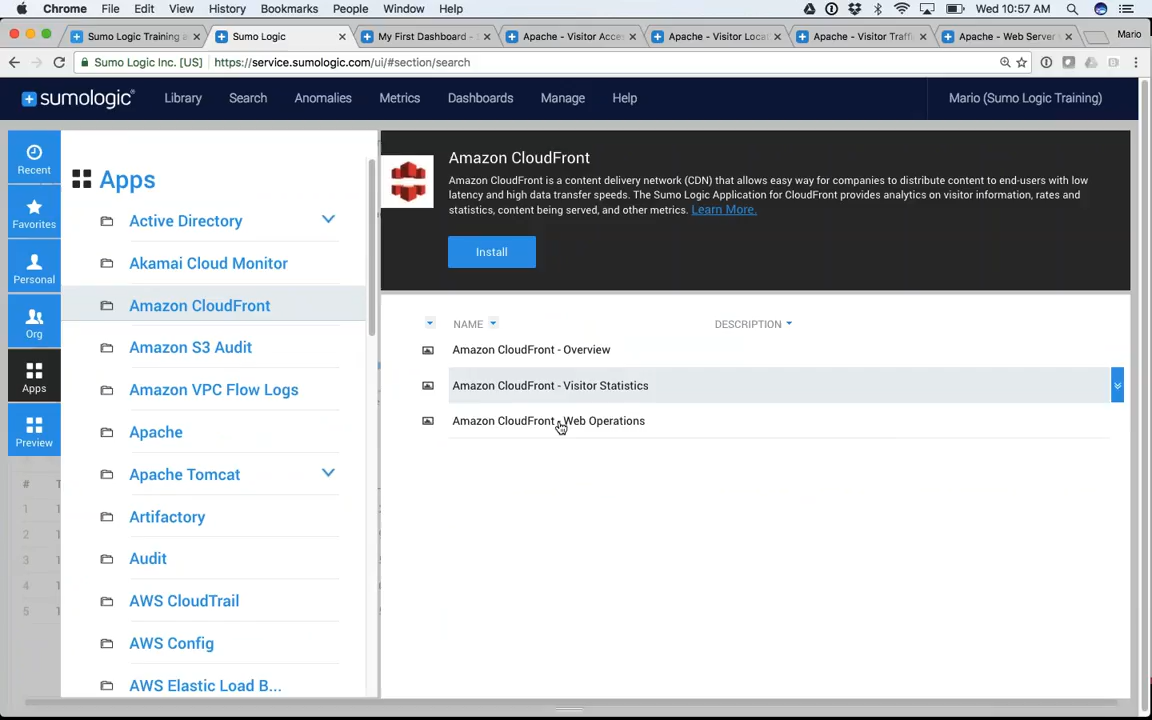 Chrome File Edit View History Bookmarks People Window Help Wed 10:57 AM
Sumo Logic Training a Sumo Logic My First Dashboard - Apache - Visitor Acce Apache - Visitor Locat Apache - Visitor Traff Apache - Web Server Mario
Sumo Logic Inc. [US] https://service.sumologic.com/ui/#section/search
sumologic Library Search Anomalies Metrics Dashboards Manage Help Mario (Sumo Logic Training)
Recent
Favorites
Personal
Org
Apps
Preview
#
1
2
3
4
5
Apps
Active Directory
Akamai Cloud Monitor
Amazon CloudFront
Amazon S3 Audit
Amazon VPC Flow Logs
Apache
Apache Tomcat
Artifactory
Audit
AWS CloudTrail
AWS Config
AWS Elastic Load B...
Amazon CloudFront
Amazon CloudFront is a content delivery network (CDN) that allows easy way for companies to distribute content to end-users with low
latency and high data transfer speeds. The Sumo Logic Application for CloudFront provides analytics on visitor information, rates and
statistics, content being served, and other metrics. Learn More.
Install
NAME DESCRIPTION
Amazon CloudFront - Overview
Amazon CloudFront - Visitor Statistics
Amazon CloudFront - Web Operations